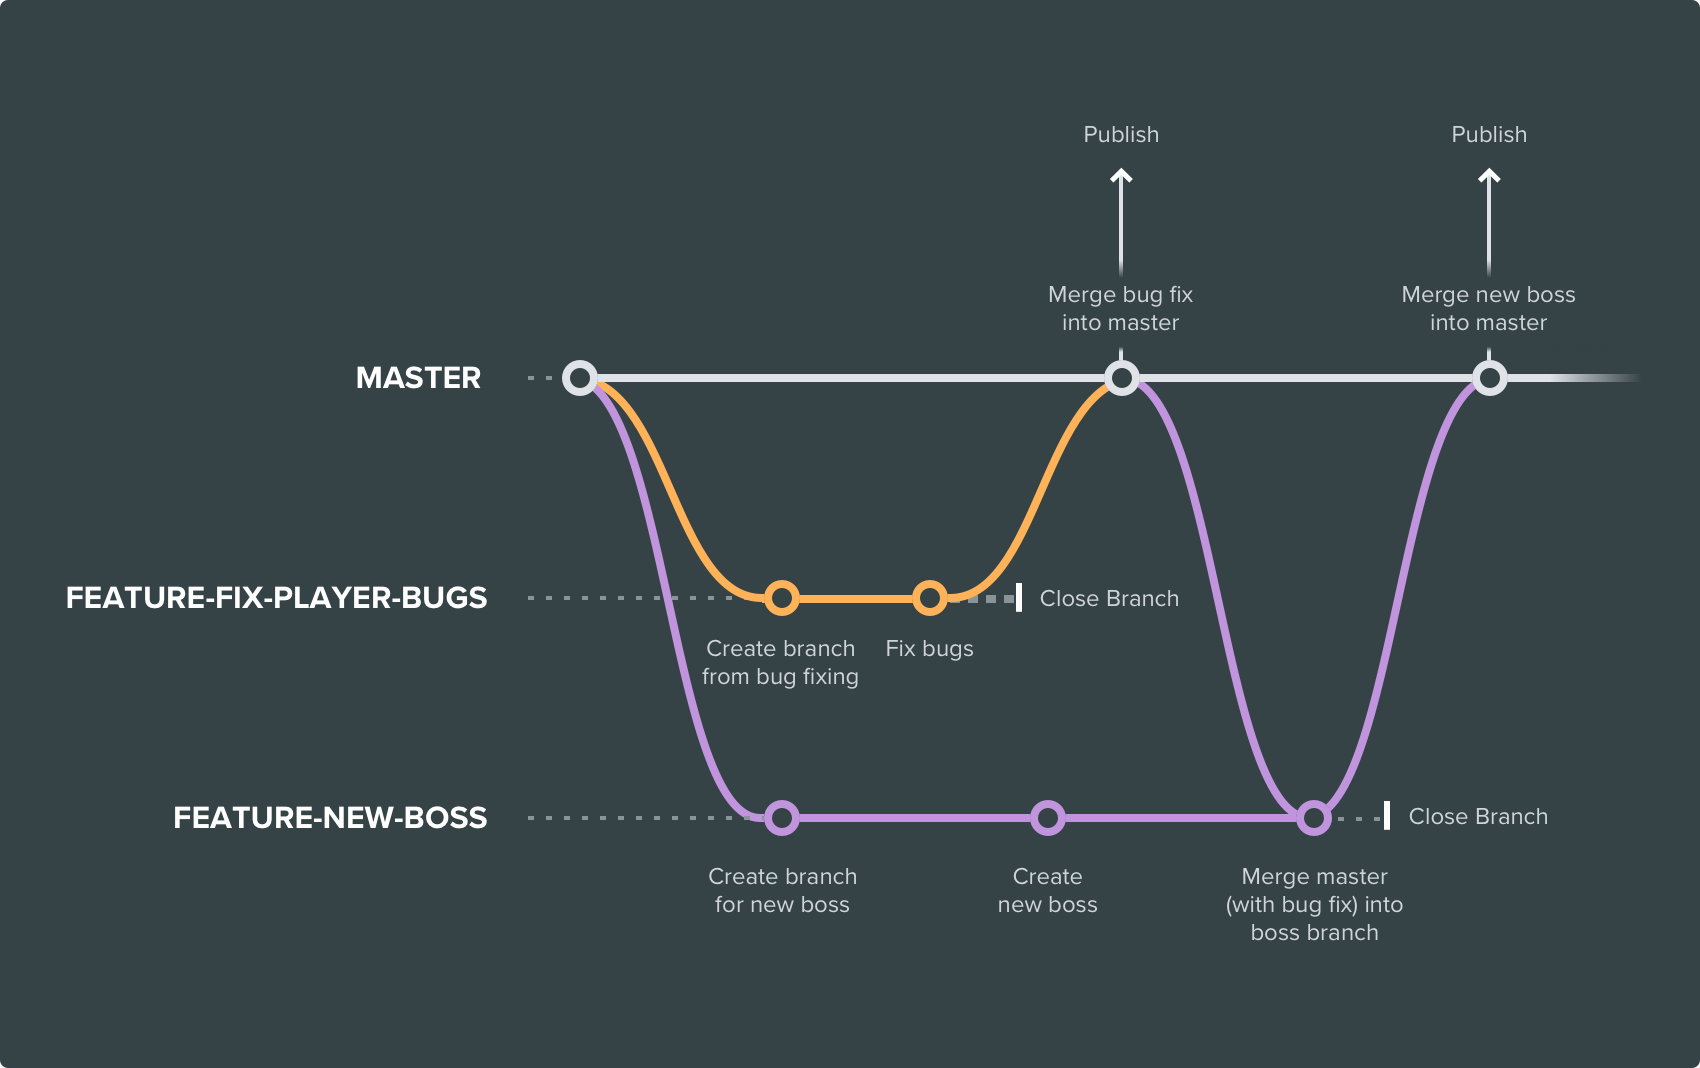 Publish
Publish
Merge bug fix
into master
Merge new boss
into master
MASTER
FEATURE-FIX-PLAYER-BUGS
Close Branch
Create branch
from bug fixing
Fix bugs
FEATURE-NEW-BOSS
Close Branch
Create branch
for new boss
Create
new boss
Merge master
(with bug fix) into
boss branch